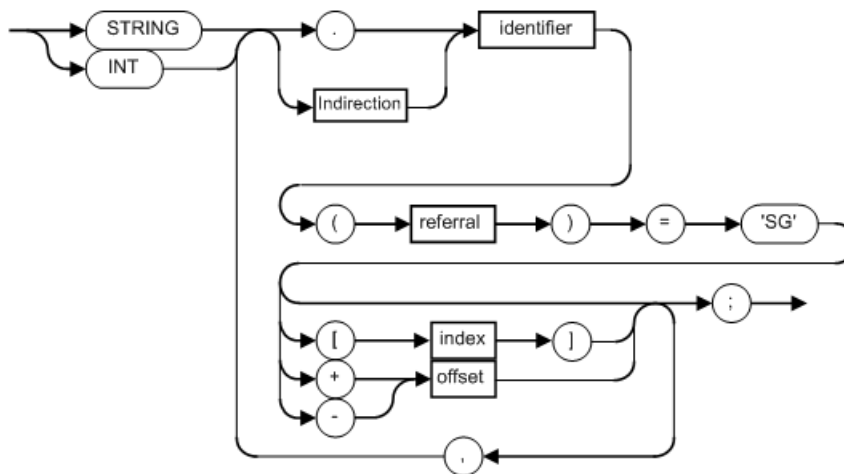 STRING . identifier
INT
Indirection
( referral ) = 'SG'
;
[ index ]
+ offset
-
,